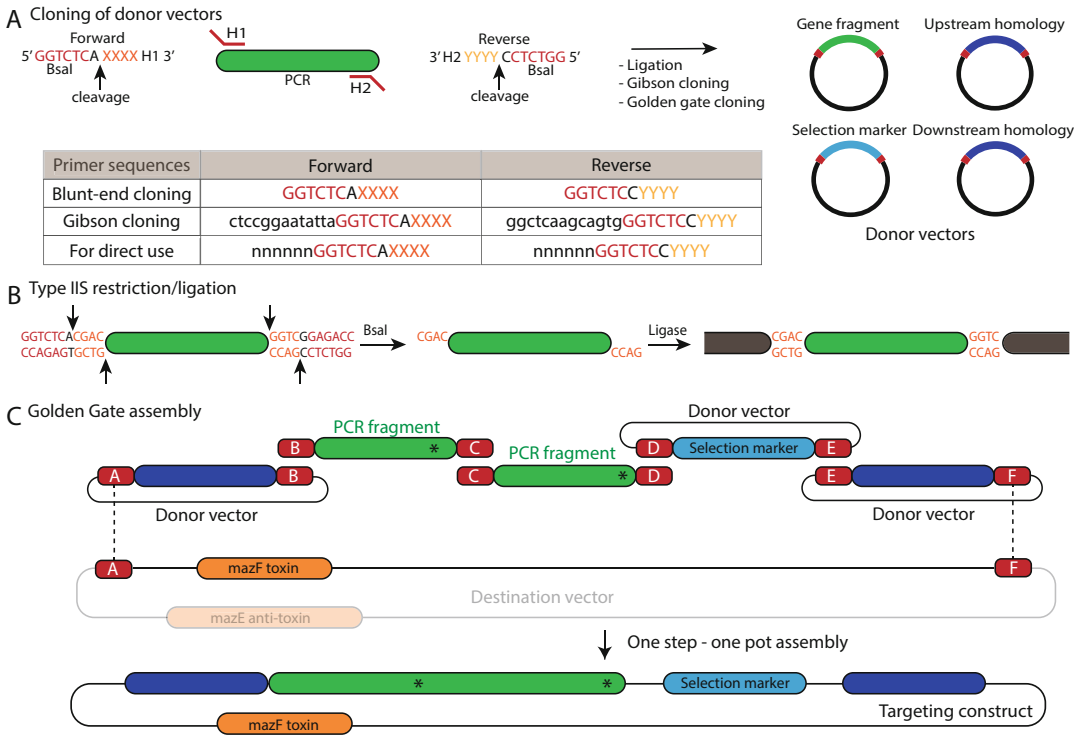 A Cloning of donor vectors
Forward
5' GGTCTCA XXXX H1 3'
BsaI
cleavage
H1
PCR
H2
Reverse
3' H2 YYYY CCTCTGG 5'
BsaI
cleavage
- Ligation
- Gibson cloning
- Golden gate cloning
Gene fragment
Upstream homology
Selection marker
Downstream homology
Donor vectors
Primer sequences Forward Reverse
Blunt-end cloning GGTCTCAXXXX GGTCTCCYYYY
Gibson cloning ctccggaatattaGGTCTCAXXXX ggctcaagcagtgGGTCTCCYYYY
For direct use nnnnnnGGTCTCAXXXX nnnnnnGGTCTCCYYYY
B Type IIS restriction/ligation
GGTCTCACGAC GGTCGGAGACC
CCAGAGTGCTG CCAGCCTCTGG
BsaI
CGAC
CCAG
Ligase
CGAC GGTC
GCTG CCAG
C Golden Gate assembly
Donor vector
PCR fragment
B * C
PCR fragment
D Selection marker E
A B
C * D
E F
Donor vector
Donor vector
A mazF toxin F
Destination vector
mazE anti-toxin
One step - one pot assembly
* * Selection marker
Targeting construct
mazF toxin